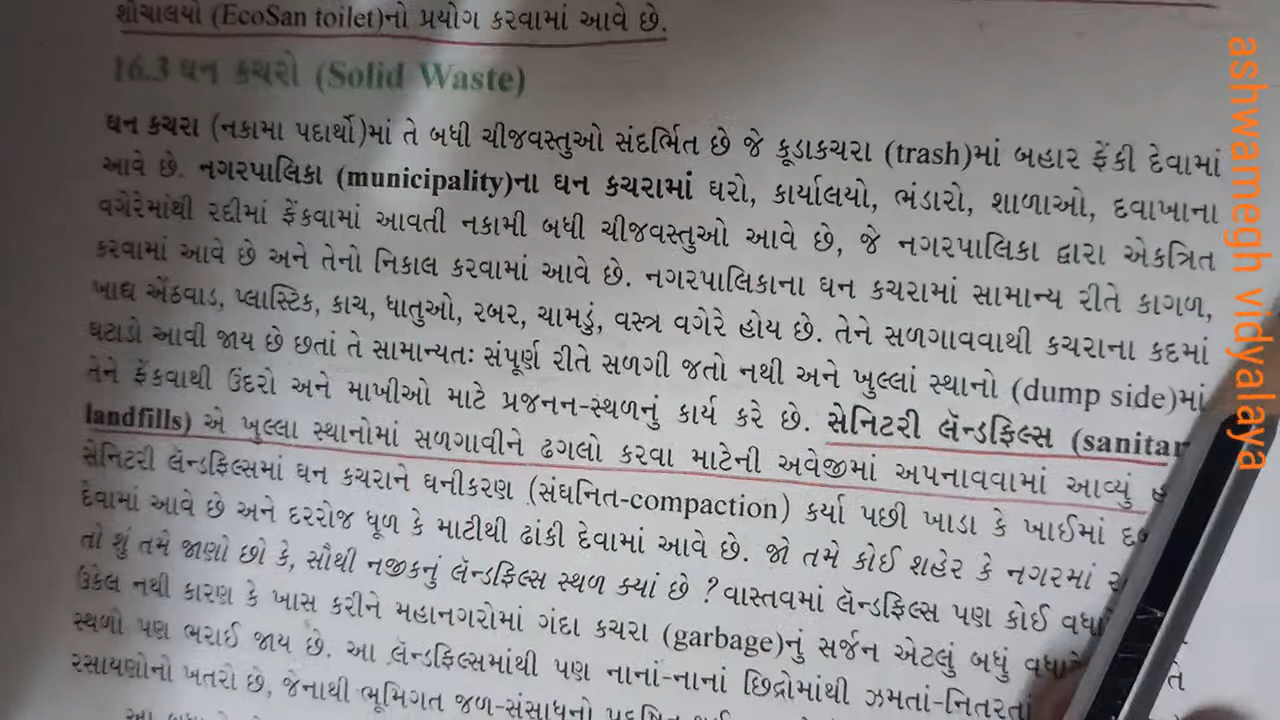 શૌચાલયો (EcoSan toilet)નો પ્રયોગ કરવામાં આવે છે.
16.3 ઘન કચરો (Solid Waste)
ઘન કચરા (નકામા પદાર્થો)માં તે બધી ચીજવસ્તુઓ સંદર્ભિત છે જે કૂડાકચરા (trash)માં બહાર ફેંકી દેવામાં
આવે છે. નગરપાલિકા (municipality)ના ઘન કચરામાં ઘરો, કાર્યાલયો, ભંડારો, શાળાઓ, દવાખાના
વગેરેમાંથી રદીમાં ફેંકવામાં આવતી નકામી બધી ચીજવસ્તુઓ આવે છે, જે નગરપાલિકા દ્વારા એકત્રિત
કરવામાં આવે છે અને તેનો નિકાલ કરવામાં આવે છે. નગરપાલિકાના ઘન કચરામાં સામાન્ય રીતે કાગળ,
ખાદ્ય એંઠવાડ, પ્લાસ્ટિક, કાચ, ધાતુઓ, રબર, ચામડું, વસ્ત્ર વગેરે હોય છે. તેને સળગાવવાથી કચરાના કદમાં
ઘટાડો આવી જાય છે છતાં તે સામાન્યતઃ સંપૂર્ણ રીતે સળગી જતો નથી અને ખુલ્લાં સ્થાનો (dump side)માં
તેને ફેંકવાથી ઉંદરો અને માખીઓ માટે પ્રજનન-સ્થળનું કાર્ય કરે છે. સેનિટરી લૅન્ડફિલ્સ (sanitar
landfills) એ ખુલ્લા સ્થાનોમાં સળગાવીને ઢગલો કરવા માટેની અવેજીમાં અપનાવવામાં આવ્યું
સેનિટરી લૅન્ડફિલ્સમાં ઘન કચરાને ઘનીકરણ (સંઘનિત-compaction) કર્યા પછી ખાડા કે ખાઈમાં
દેવામાં આવે છે અને દરરોજ ધૂળ કે માટીથી ઢાંકી દેવામાં આવે છે. જો તમે કોઈ શહેર કે નગરમાં
તો શું તમે જાણો છો કે, સૌથી નજીકનું લૅન્ડફિલ્સ સ્થળ ક્યાં છે ? વાસ્તવમાં લૅન્ડફિલ્સ પણ કોઈ
ઉકેલ નથી કારણ કે ખાસ કરીને મહાનગરોમાં ગંદા કચરા (garbage)નું સર્જન એટલું બધું
સ્થળો પણ ભરાઈ જાય છે. આ લૅન્ડફિલ્સમાંથી પણ નાનાં-નાનાં છિદ્રોમાંથી ઝમતાં-નિતરતાં
રસાયણોનો ખતરો છે, જેનાથી ભૂમિગત જળ-સંસાધનો
ashwamegh vidyalaya